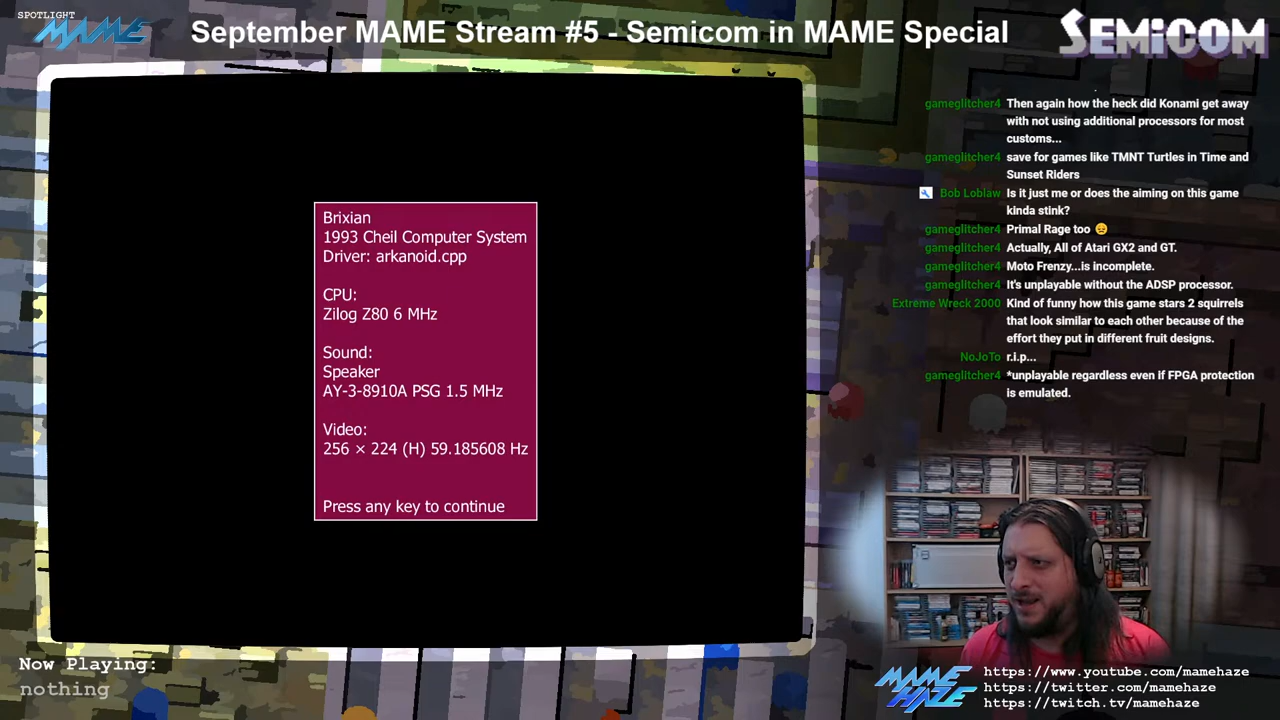 SPOTLIGHT
MAME
September MAME Stream #5 - Semicom in MAME Special
SEMICOM
Brixian
1993 Cheil Computer System
Driver: arkanoid.cpp
CPU:
Zilog Z80 6 MHz
Sound:
Speaker
AY-3-8910A PSG 1.5 MHz
Video:
256 × 224 (H) 59.185608 Hz
Press any key to continue
gameglitcher4 Then again how the heck did Konami get away
with not using additional processors for most
customs...
gameglitcher4 save for games like TMNT Turtles in Time and
Sunset Riders
Bob Loblaw Is it just me or does the aiming on this game
kinda stink?
gameglitcher4 Primal Rage too 😔
gameglitcher4 Actually, All of Atari GX2 and GT.
gameglitcher4 Moto Frenzy...is incomplete.
gameglitcher4 It's unplayable without the ADSP processor.
Extreme Wreck 2000 Kind of funny how this game stars 2 squirrels
that look similar to each other because of the
effort they put in different fruit designs.
NoJoTo r.i.p...
gameglitcher4 *unplayable regardless even if FPGA protection
is emulated.
Now Playing:
nothing
MAME
HAZE
https://www.youtube.com/mamehaze
https://twitter.com/mamehaze
https://twitch.tv/mamehaze